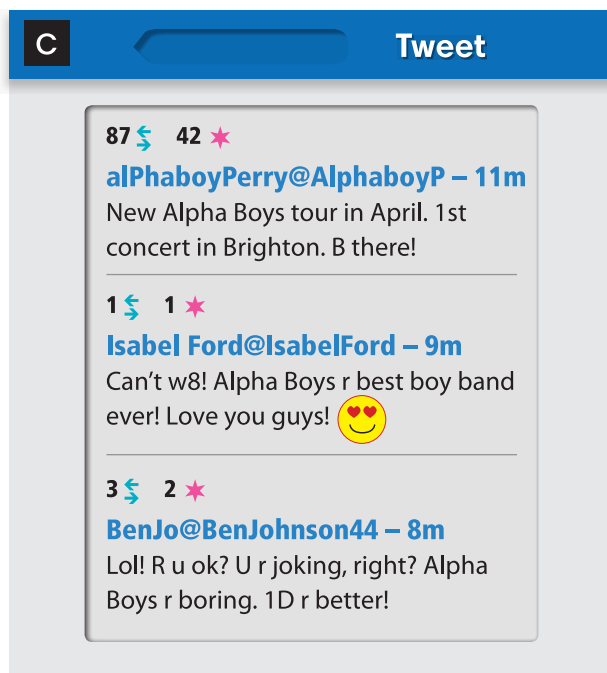 C
Tweet
87 42
alPhaboyPerry@AlphaboyP – 11m
New Alpha Boys tour in April. 1st
concert in Brighton. B there!
1 1
Isabel Ford@IsabelFord – 9m
Can't w8! Alpha Boys r best boy band
ever! Love you guys!
3 2
BenJo@BenJohnson44 – 8m
Lol! R u ok? U r joking, right? Alpha
Boys r boring. 1D r better!